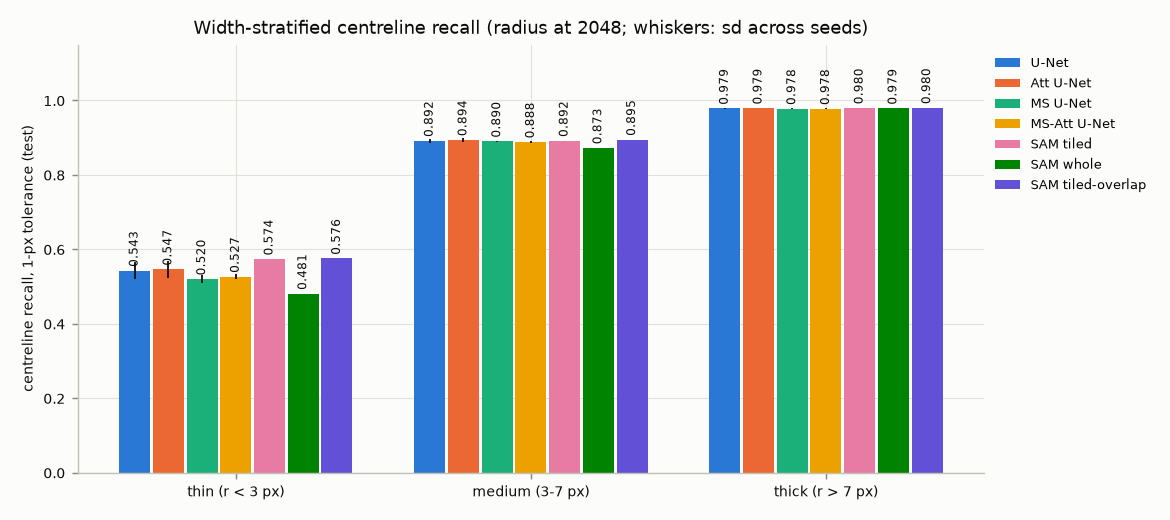 Width-stratified centreline recall (radius at 2048; whiskers: sd across seeds)
centreline recall, 1-px tolerance (test)
1.0
0.8
0.6
0.4
0.2
0.0
0.543
0.547
0.520
0.527
0.574
0.481
0.576
0.892
0.894
0.890
0.888
0.892
0.873
0.895
0.979
0.979
0.978
0.978
0.980
0.979
0.980
thin (r < 3 px)
medium (3-7 px)
thick (r > 7 px)
U-Net
Att U-Net
MS U-Net
MS-Att U-Net
SAM tiled
SAM whole
SAM tiled-overlap